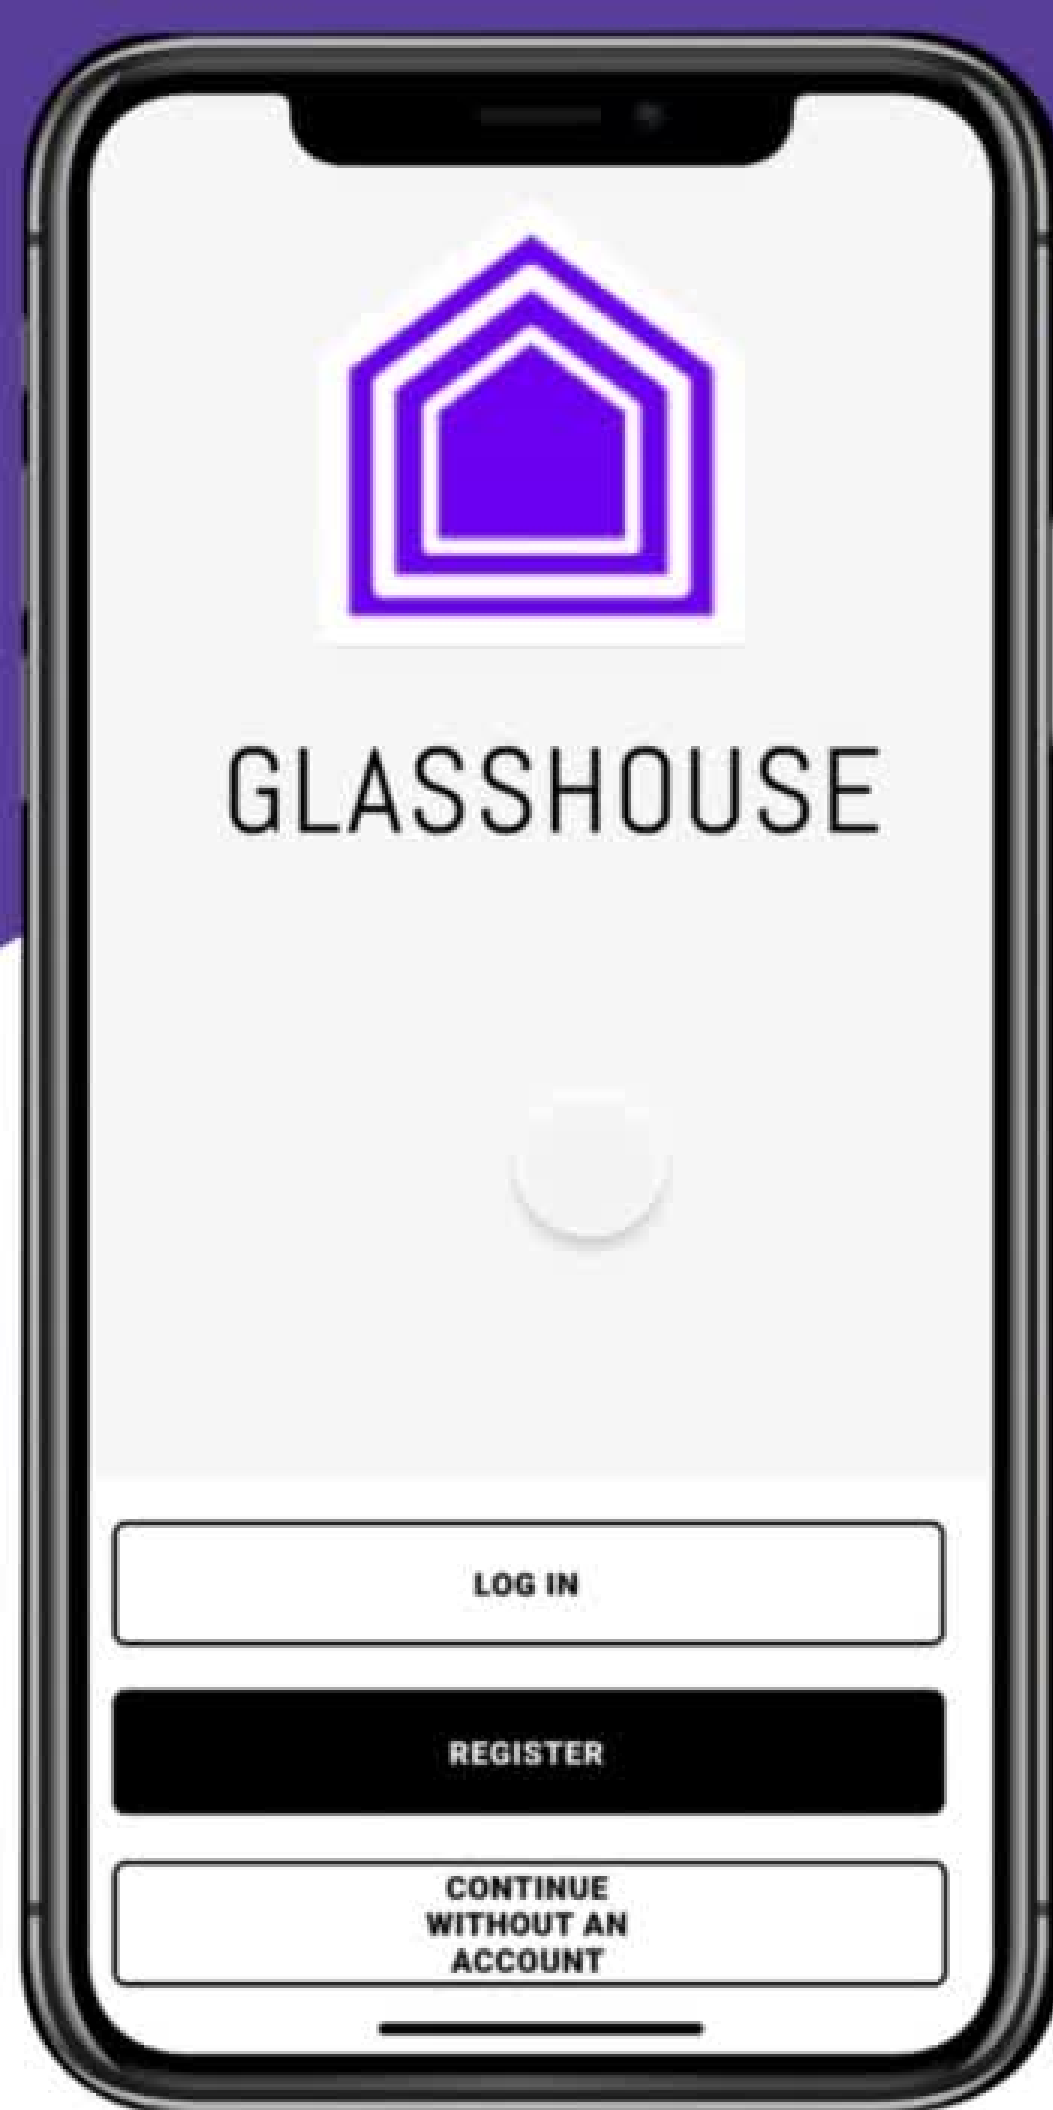 GLASSHOUSE
LOG IN
REGISTER
CONTINUE
WITHOUT AN
ACCOUNT